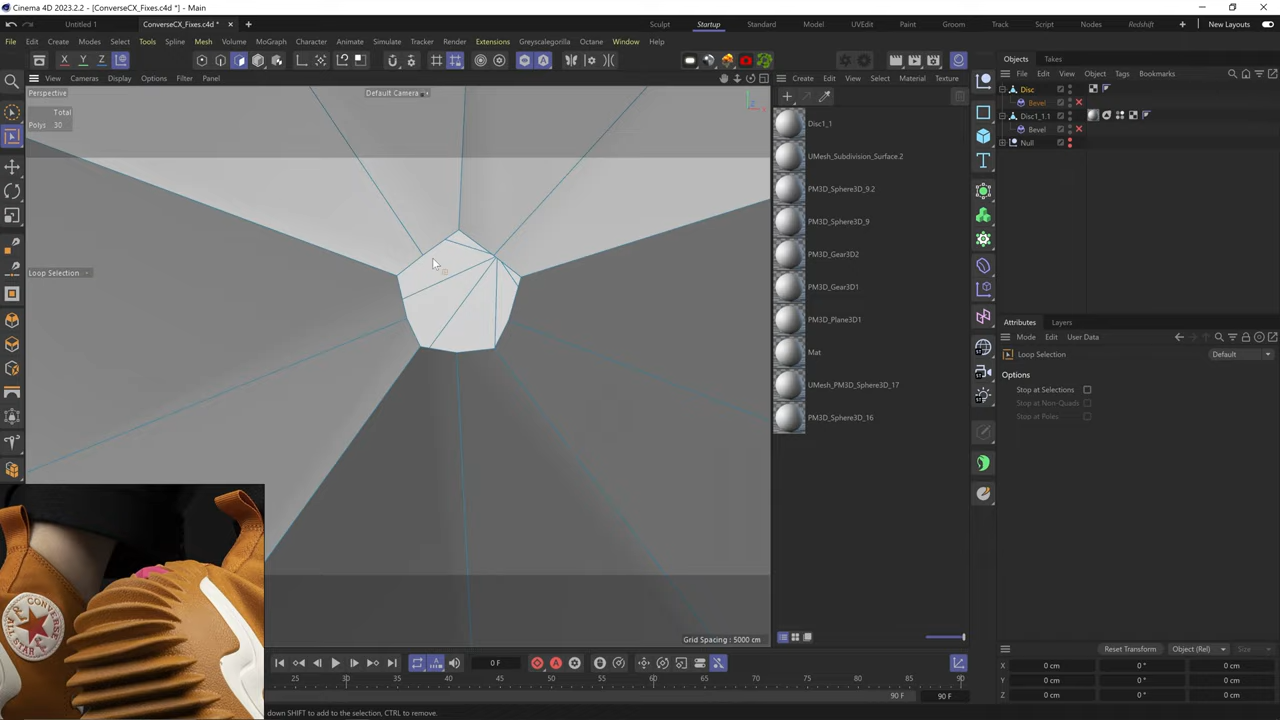 Cinema 4D 2023.2.2 - [ConverseCX_Fixes.c4d *] - Main
Untitled 1
ConverseCX_Fixes.c4d *
Sculpt
Startup
Standard
Model
UVEdit
Paint
Groom
Track
Script
Nodes
Redshift
New Layouts
File
Edit
Create
Modes
Select
Tools
Spline
Mesh
Volume
MoGraph
Character
Animate
Simulate
Tracker
Render
Extensions
Greyscalegorilla
Octane
Window
Help
X
Y
Z
Objects
Takes
View
Cameras
Display
Options
Filter
Panel
Create
Edit
View
Select
Material
Texture
File
Edit
View
Object
Tags
Bookmarks
Perspective
Default Camera
Total
Polys 30
Disc
Bevel
Disc1_1.1
Bevel
Null
Disc1_1
UMesh_Subdivision_Surface.2
PM3D_Sphere3D_9.2
PM3D_Sphere3D_9
PM3D_Gear3D2
PM3D_Gear3D1
PM3D_Plane3D1
Mat
UMesh_PM3D_Sphere3D_17
PM3D_Sphere3D_16
Loop Selection
Attributes
Layers
Mode
Edit
User Data
Loop Selection
Default
Options
Stop at Selections
Stop at Non-Quads
Stop at Poles
CONVERSE
ALL STAR
Grid Spacing : 5000 cm
Reset Transform
Object (Rel)
Size
0 F
X 0 cm 0 ° 0 cm
Y 0 cm 0 ° 0 cm
Z 0 cm 0 ° 0 cm
25 30 35 40 45 50 55 60 65 70 75 80 85 90
90 F
90 F
down SHIFT to add to the selection, CTRL to remove.